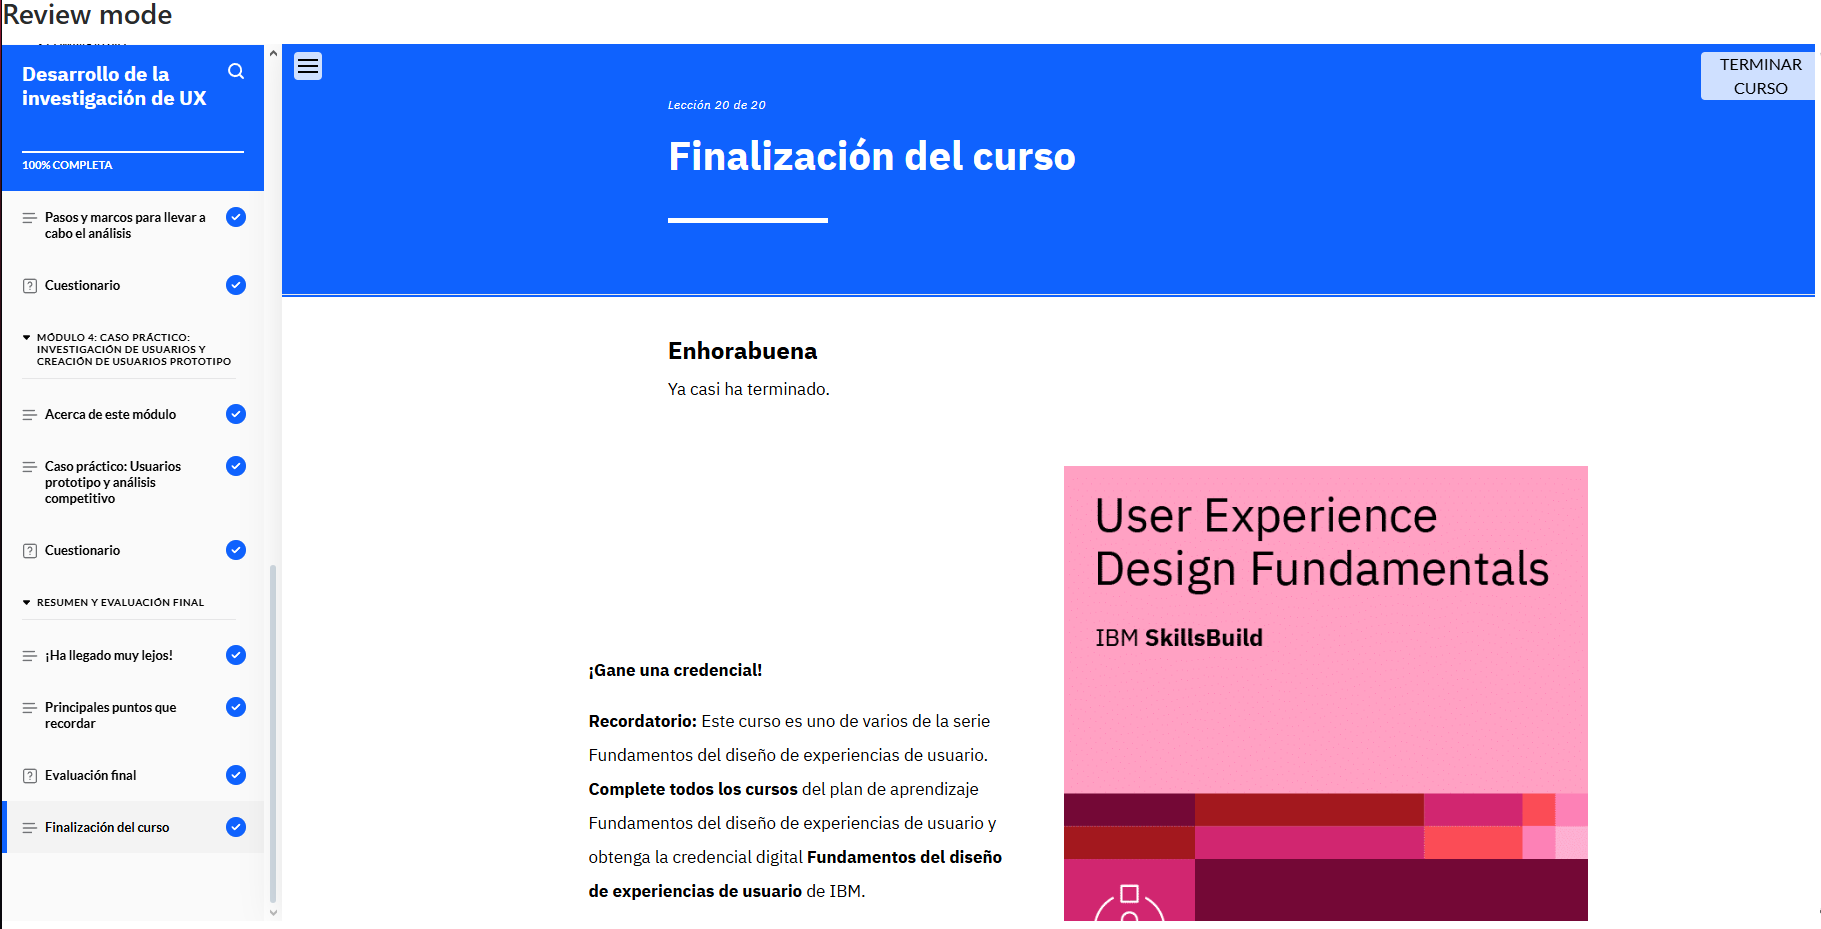 Review mode
Desarrollo de la
investigación de UX
100% COMPLETA
Pasos y marcos para llevar a
cabo el análisis
Cuestionario
MÓDULO 4: CASO PRÁCTICO:
INVESTIGACIÓN DE USUARIOS Y
CREACIÓN DE USUARIOS PROTOTIPO
Acerca de este módulo
Caso práctico: Usuarios
prototipo y análisis
competitivo
Cuestionario
RESUMEN Y EVALUACIÓN FINAL
¡Ha llegado muy lejos!
Principales puntos que
recordar
Evaluación final
Finalización del curso
TERMINAR
CURSO
Lección 20 de 20
Finalización del curso
Enhorabuena
Ya casi ha terminado.
¡Gane una credencial!
Recordatorio: Este curso es uno de varios de la serie
Fundamentos del diseño de experiencias de usuario.
Complete todos los cursos del plan de aprendizaje
Fundamentos del diseño de experiencias de usuario y
obtenga la credencial digital Fundamentos del diseño
de experiencias de usuario de IBM.
User Experience
Design Fundamentals
IBM SkillsBuild